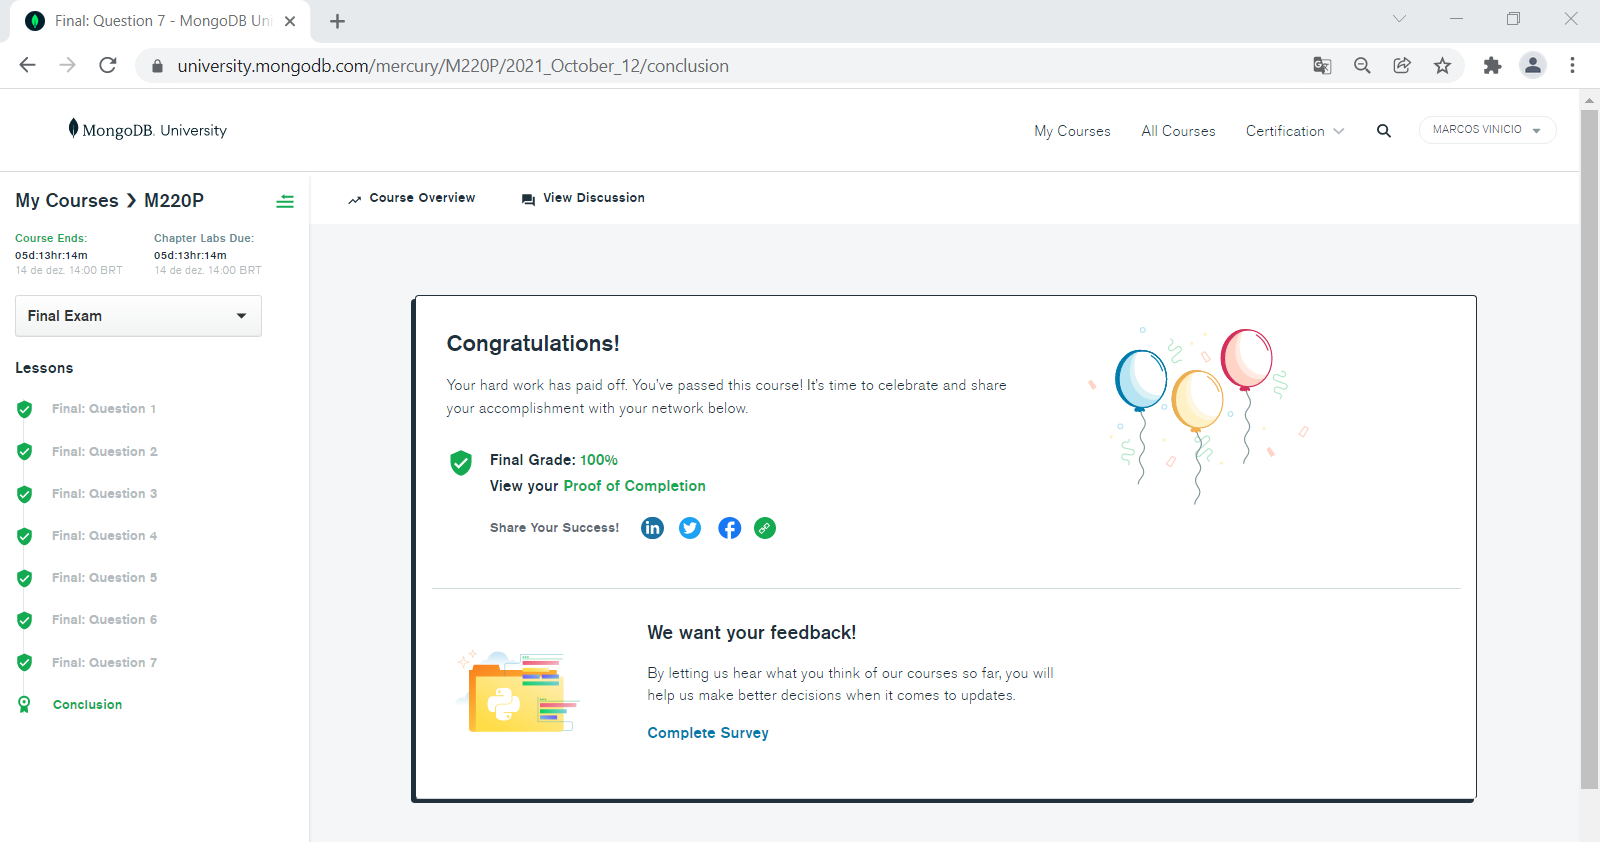 Final: Question 7 - MongoDB Uni
university.mongodb.com/mercury/M220P/2021_October_12/conclusion
MongoDB. University
My Courses
All Courses
Certification
MARCOS VINICIO
My Courses ❯ M220P
Course Ends:
05d:13hr:14m
14 de dez. 14:00 BRT
Chapter Labs Due:
05d:13hr:14m
14 de dez. 14:00 BRT
Final Exam
Lessons
Final: Question 1
Final: Question 2
Final: Question 3
Final: Question 4
Final: Question 5
Final: Question 6
Final: Question 7
Conclusion
Course Overview
View Discussion
Congratulations!
Your hard work has paid off. You've passed this course! It's time to celebrate and share
your accomplishment with your network below.
Final Grade: 100%
View your Proof of Completion
Share Your Success!
We want your feedback!
By letting us hear what you think of our courses so far, you will
help us make better decisions when it comes to updates.
Complete Survey